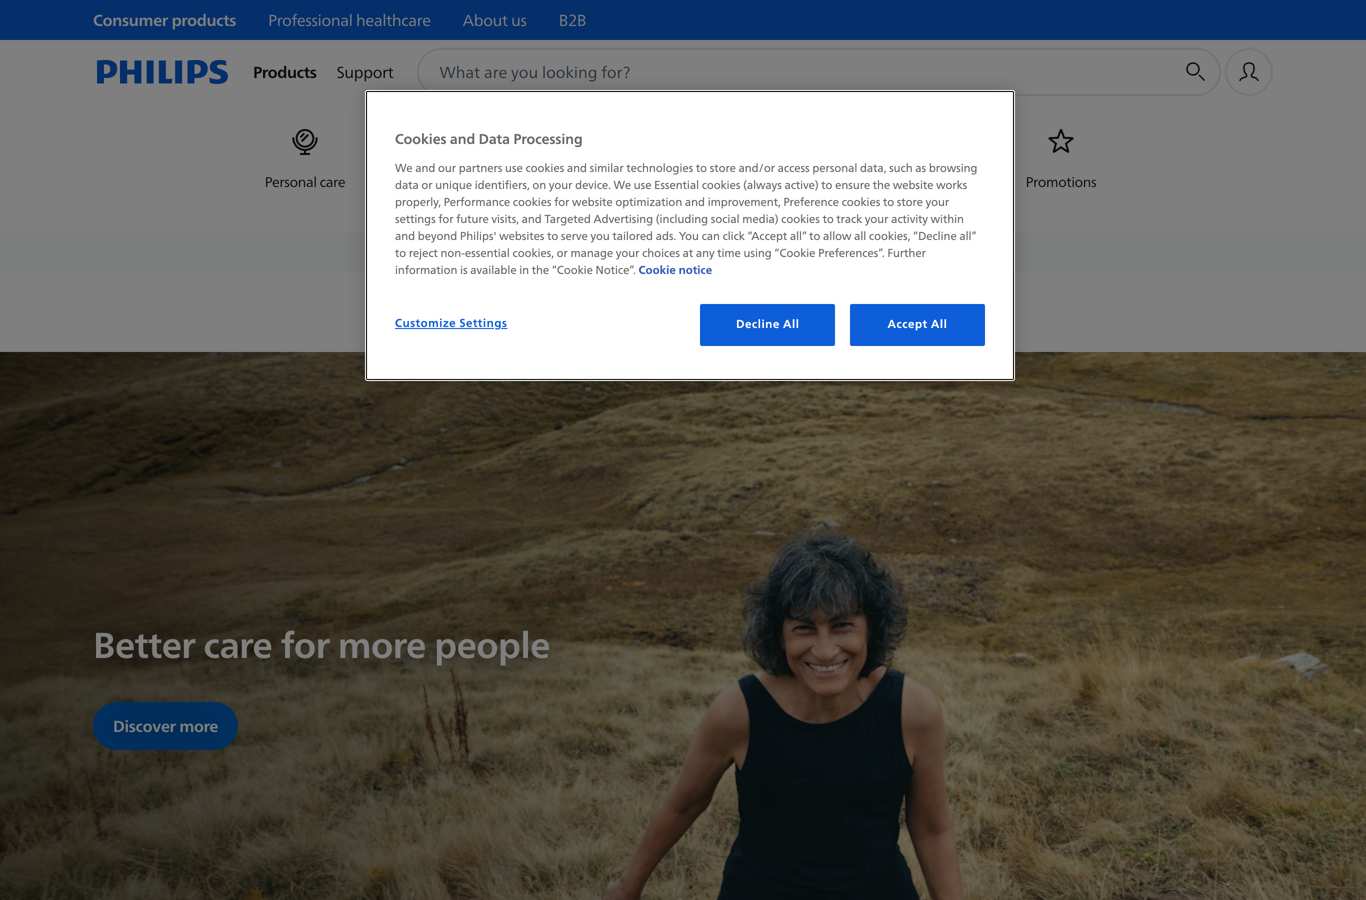 Consumer products
Professional healthcare
About us
B2B
PHILIPS
Products
Support
What are you looking for?
Personal care
Promotions
Cookies and Data Processing
We and our partners use cookies and similar technologies to store and/or access personal data, such as browsing
data or unique identifiers, on your device. We use Essential cookies (always active) to ensure the website works
properly, Performance cookies for website optimization and improvement, Preference cookies to store your
settings for future visits, and Targeted Advertising (including social media) cookies to track your activity within
and beyond Philips' websites to serve you tailored ads. You can click “Accept all” to allow all cookies, “Decline all”
to reject non-essential cookies, or manage your choices at any time using “Cookie Preferences”. Further
information is available in the “Cookie Notice”. Cookie notice
Customize Settings
Decline All
Accept All
Better care for more people
Discover more